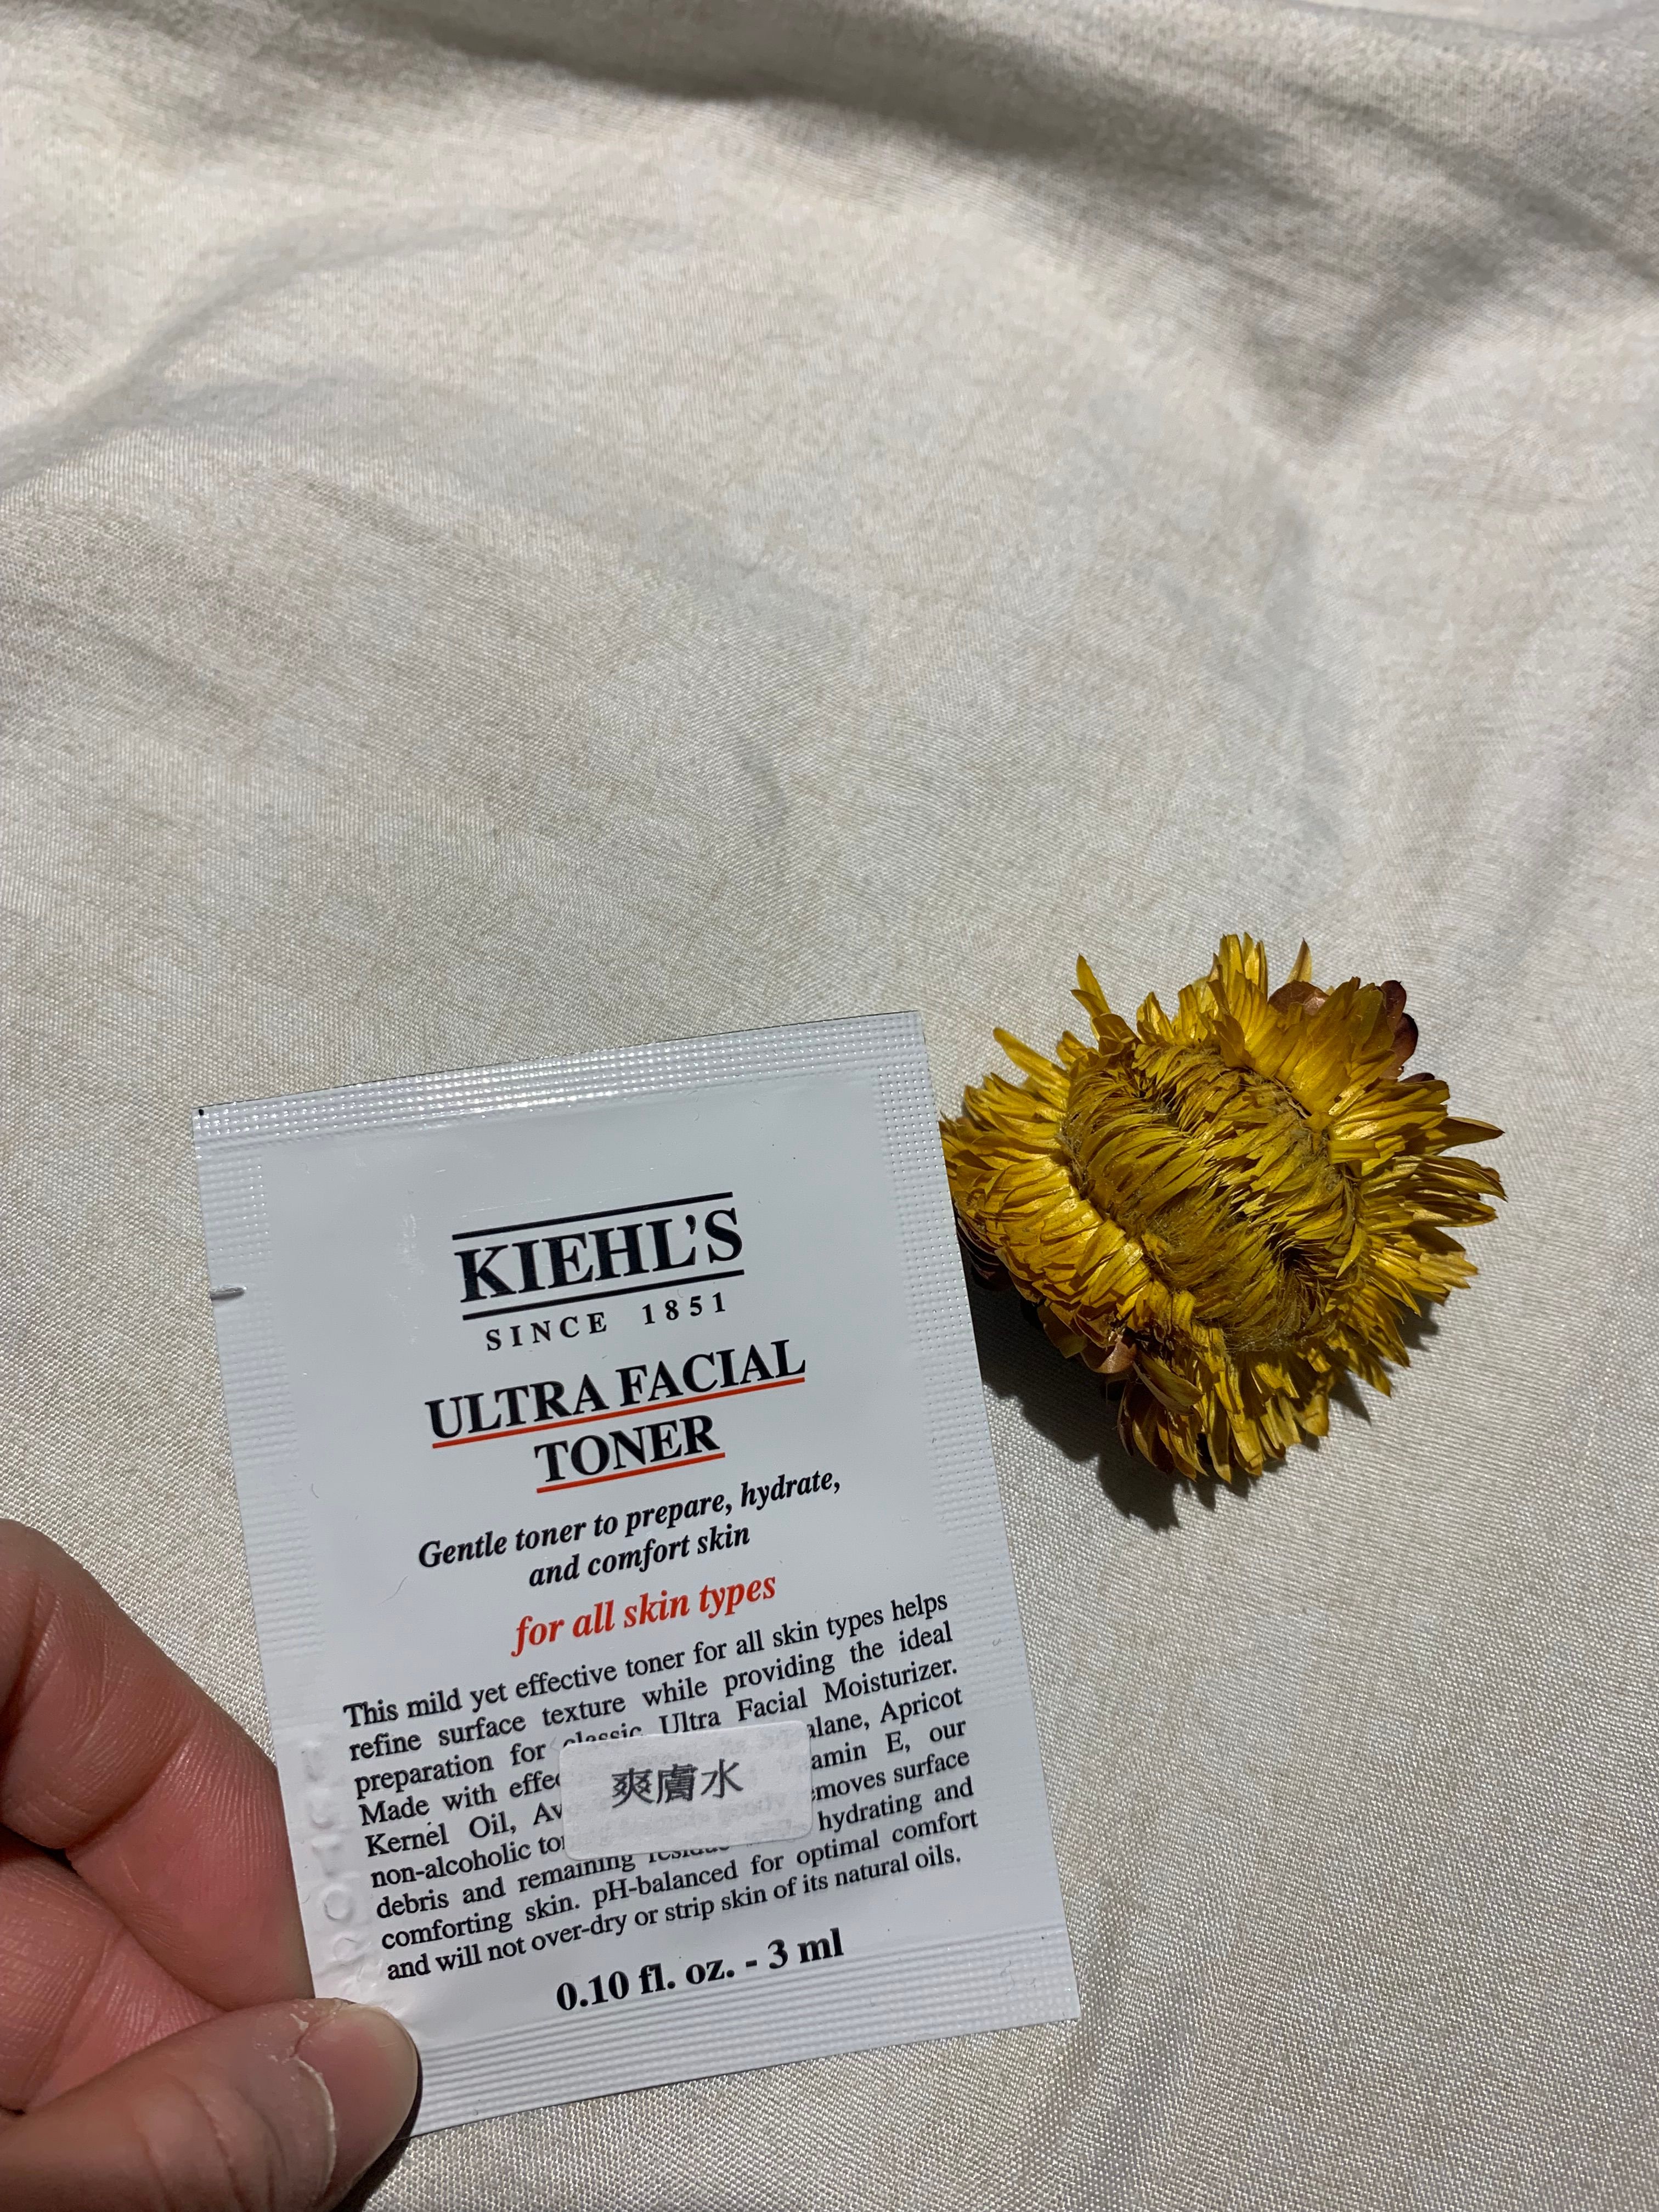 KIEHL'S
SINCE 1851
ULTRA FACIAL
TONER
Gentle toner to prepare, hydrate,
and comfort skin
for all skin types
This mild yet effective toner for all skin types helps
refine surface texture while providing the ideal
preparation for classic Ultra Facial Moisturizer.
Made with effec alane, Apricot
Kernel Oil, Av amin E, our
non-alcoholic to emoves surface
debris and remaining hydrating and
comforting skin. pH-balanced for optimal comfort
and will not over-dry or strip skin of its natural oils.
爽膚水
0.10 fl. oz. - 3 ml